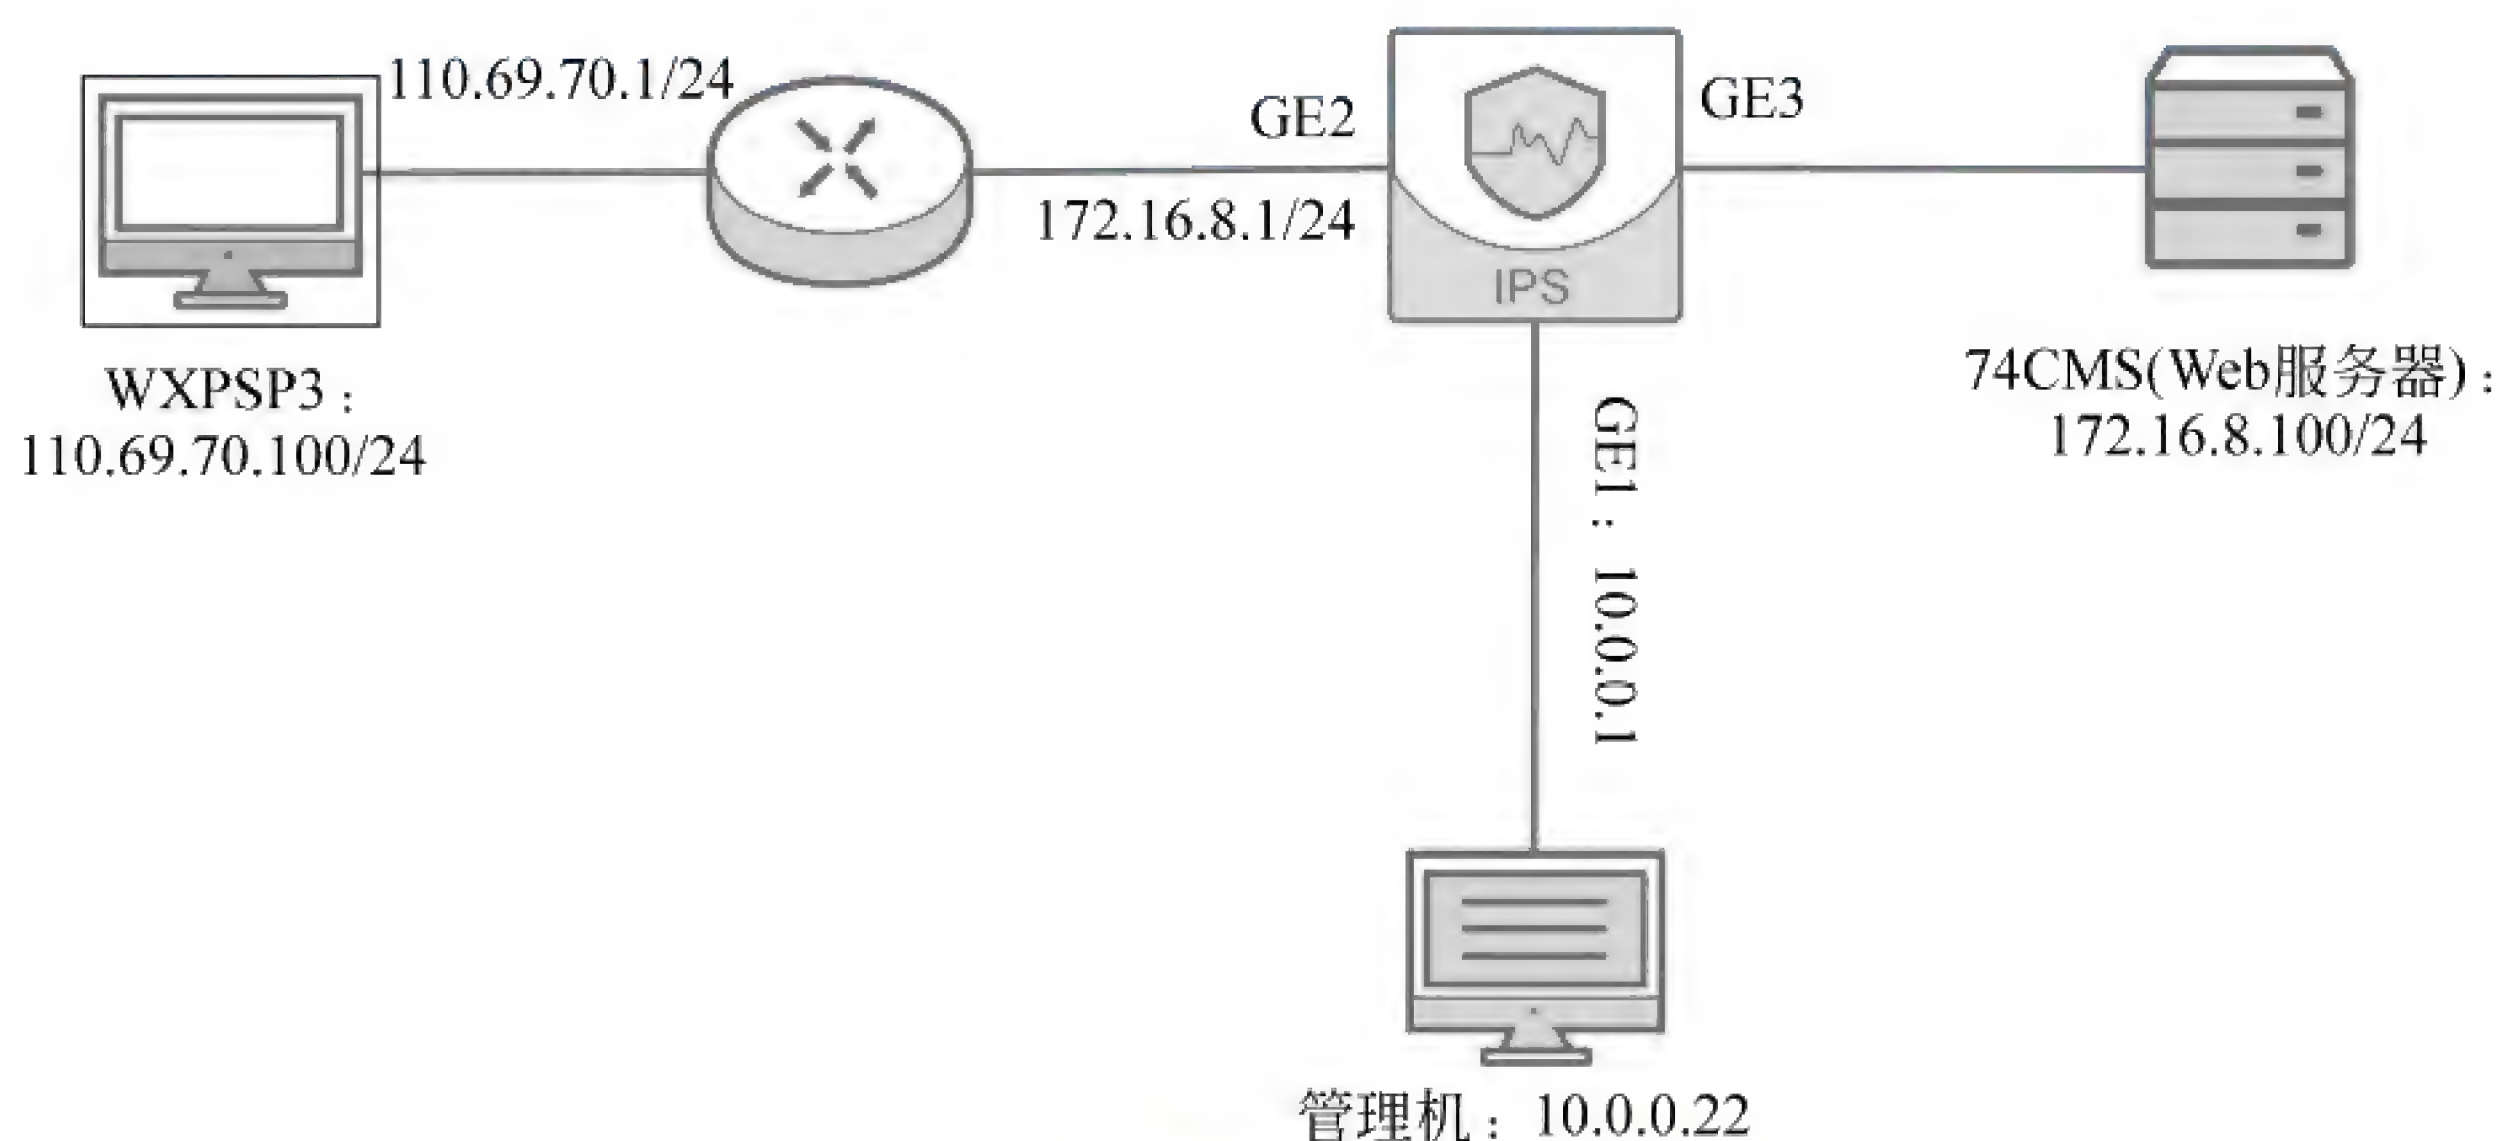 110.69.70.1/24
GE2
GE3
172.16.8.1/24
IPS
WXPSP3：
110.69.70.100/24
74CMS(Web服务器)：
172.16.8.100/24
GE1： 10.0.0.1
管理机：10.0.0.22